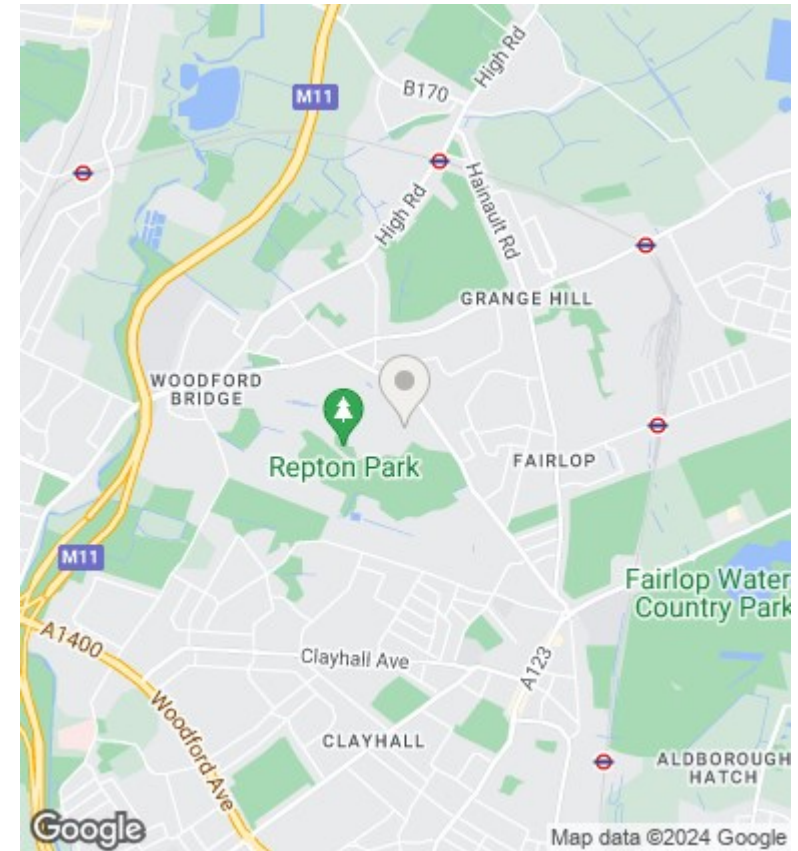 High Rd
B170
M11
Hainault Rd
High Rd
GRANGE HILL
WOODFORD
BRIDGE
Repton Park
FAIRLOP
M11
Fairlop Water
Country Park
A1400
Clayhall Ave
A123
Woodford Ave
CLAYHALL
ALDBOROUGH
HATCH
Google
Map data ©2024 Google